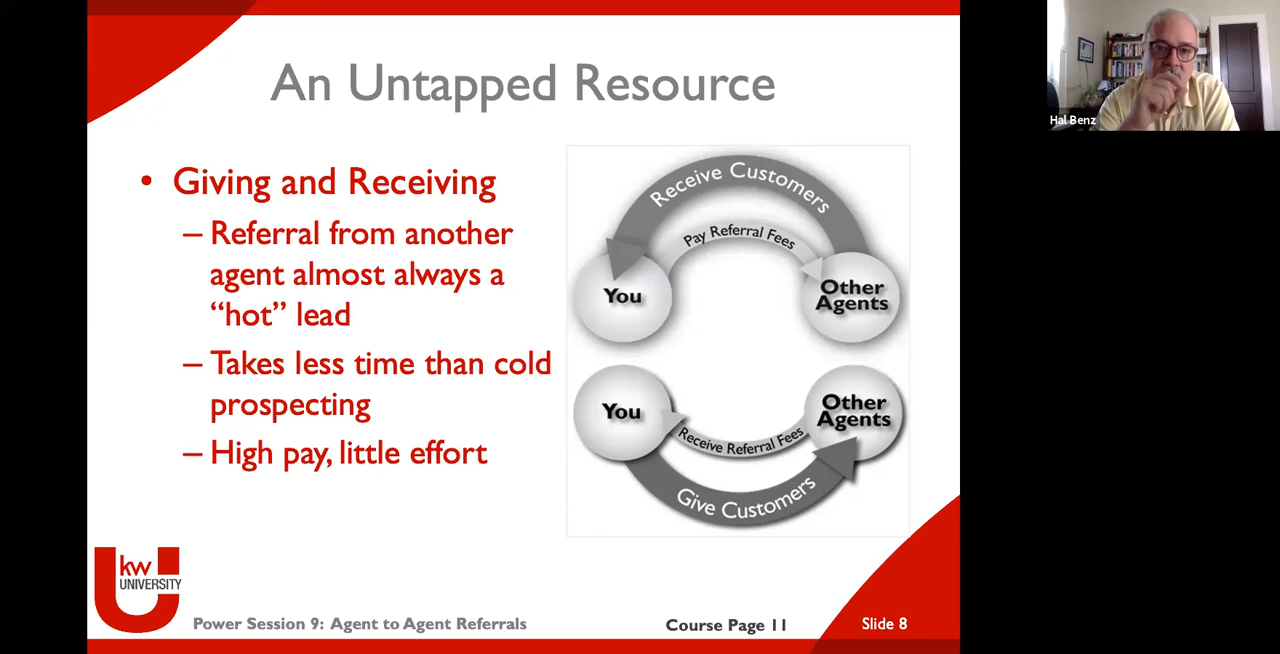 An Untapped Resource
• Giving and Receiving
– Referral from another
agent almost always a
“hot” lead
– Takes less time than cold
prospecting
– High pay, little effort
Receive Customers
Pay Referral Fees
You
Other
Agents
You
Other
Agents
Receive Referral Fees
Give Customers
kw
UNIVERSITY
Power Session 9: Agent to Agent Referrals
Course Page 11
Slide 8
Hal Benz